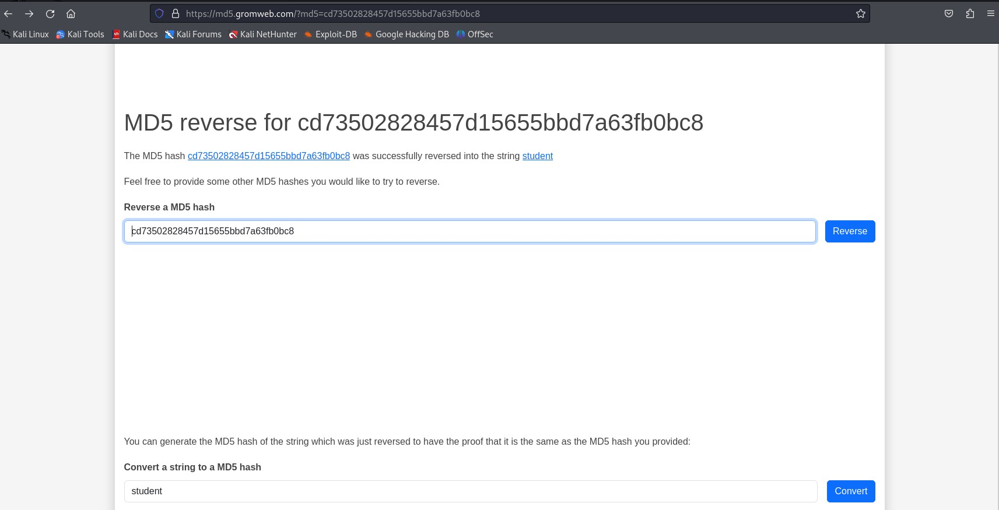 https://md5.gromweb.com/?md5=cd73502828457d15655bbd7a63fb0bc8
Kali Linux Kali Tools Kali Docs Kali Forums Kali NetHunter Exploit-DB Google Hacking DB OffSec
MD5 reverse for cd73502828457d15655bbd7a63fb0bc8
The MD5 hash cd73502828457d15655bbd7a63fb0bc8 was successfully reversed into the string student
Feel free to provide some other MD5 hashes you would like to try to reverse.
Reverse a MD5 hash
cd73502828457d15655bbd7a63fb0bc8 Reverse
You can generate the MD5 hash of the string which was just reversed to have the proof that it is the same as the MD5 hash you provided:
Convert a string to a MD5 hash
student Convert